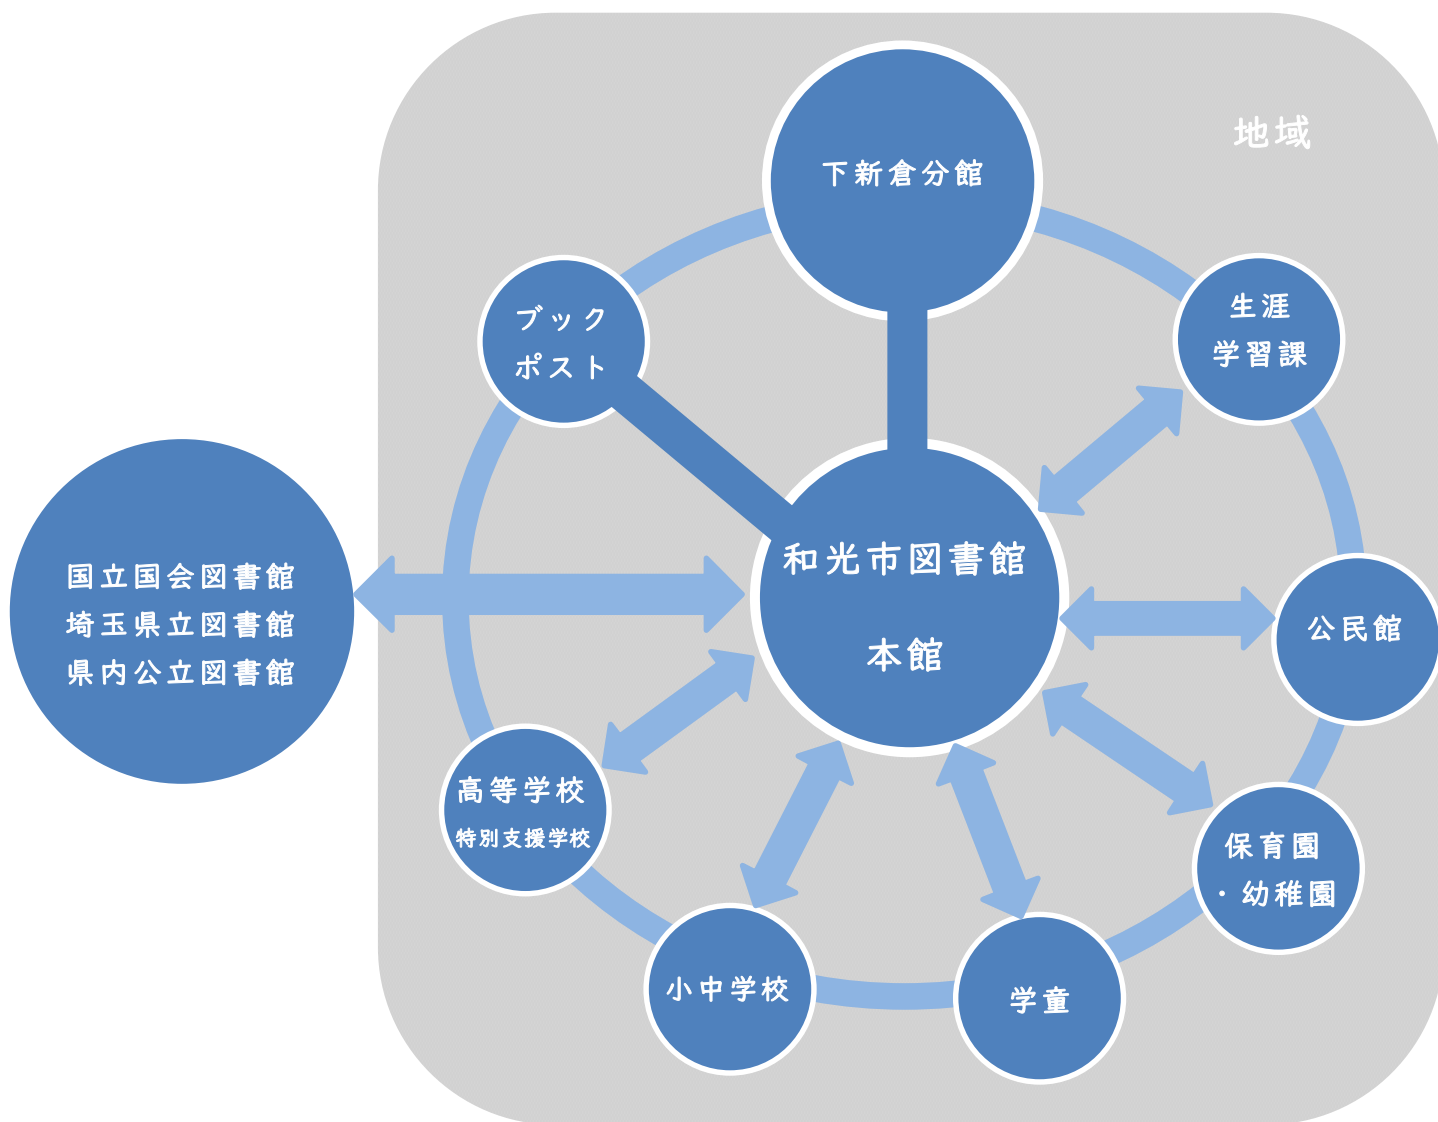 地域
下新倉分館
生涯
学習課
ブック
ポスト
和光市図書館
本館
国立国会図書館
埼玉県立図書館
県内公立図書館
公民館
高等学校
特別支援学校
保育園
・幼稚園
小中学校
学童